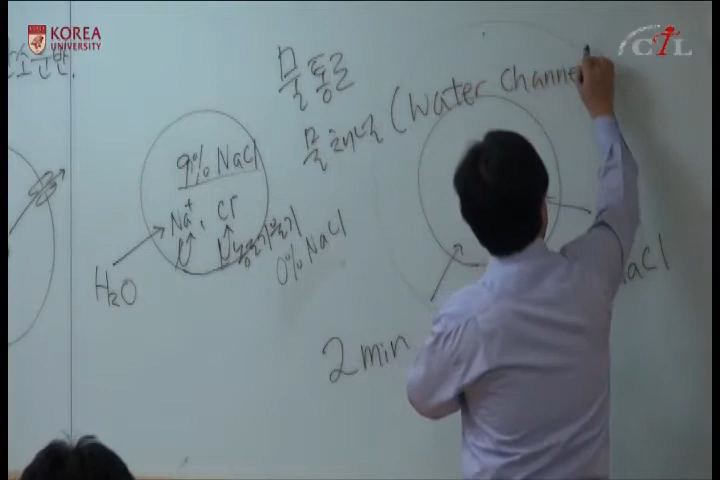 KOREA
UNIVERSITY
CTL
물통로
물채널 (Water Channe
9% NaCl
Na⁺, Cl⁻
H₂O
0% NaCl
2 min
aCl